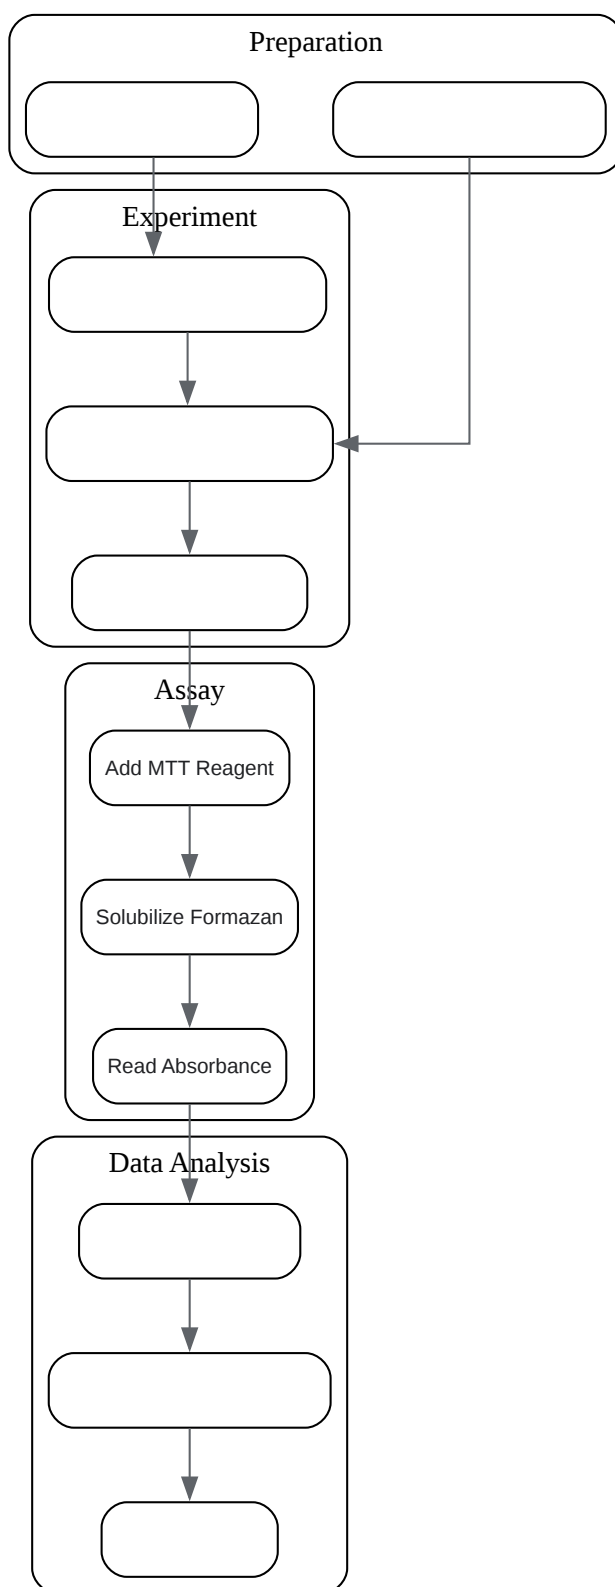 Preparation
Experiment
Assay
Add MTT Reagent
Solubilize Formazan
Read Absorbance
Data Analysis